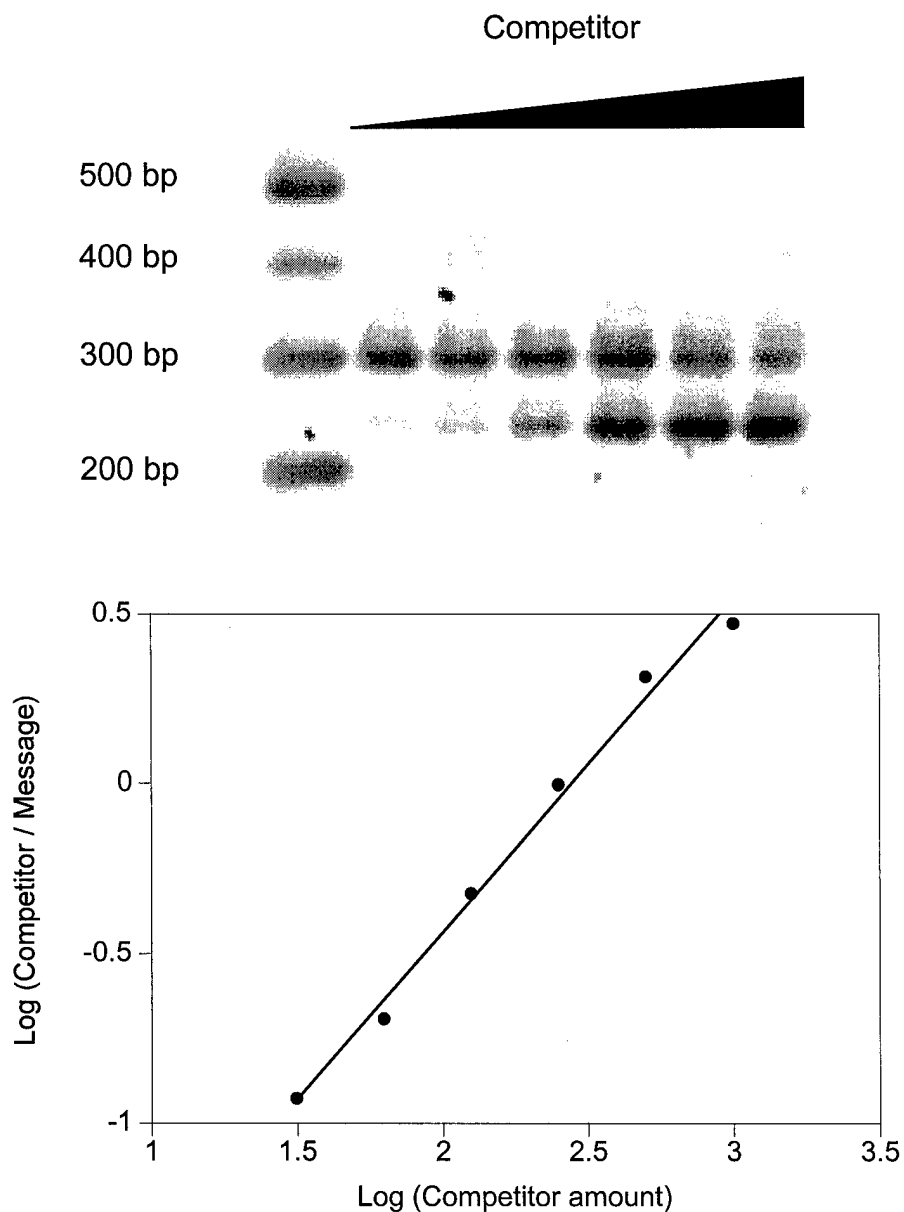 Competitor
500 bp
400 bp
300 bp
200 bp
0.5
0
-0.5
-1
Log (Competitor / Message)
1
1.5
2
2.5
3
3.5
Log (Competitor amount)